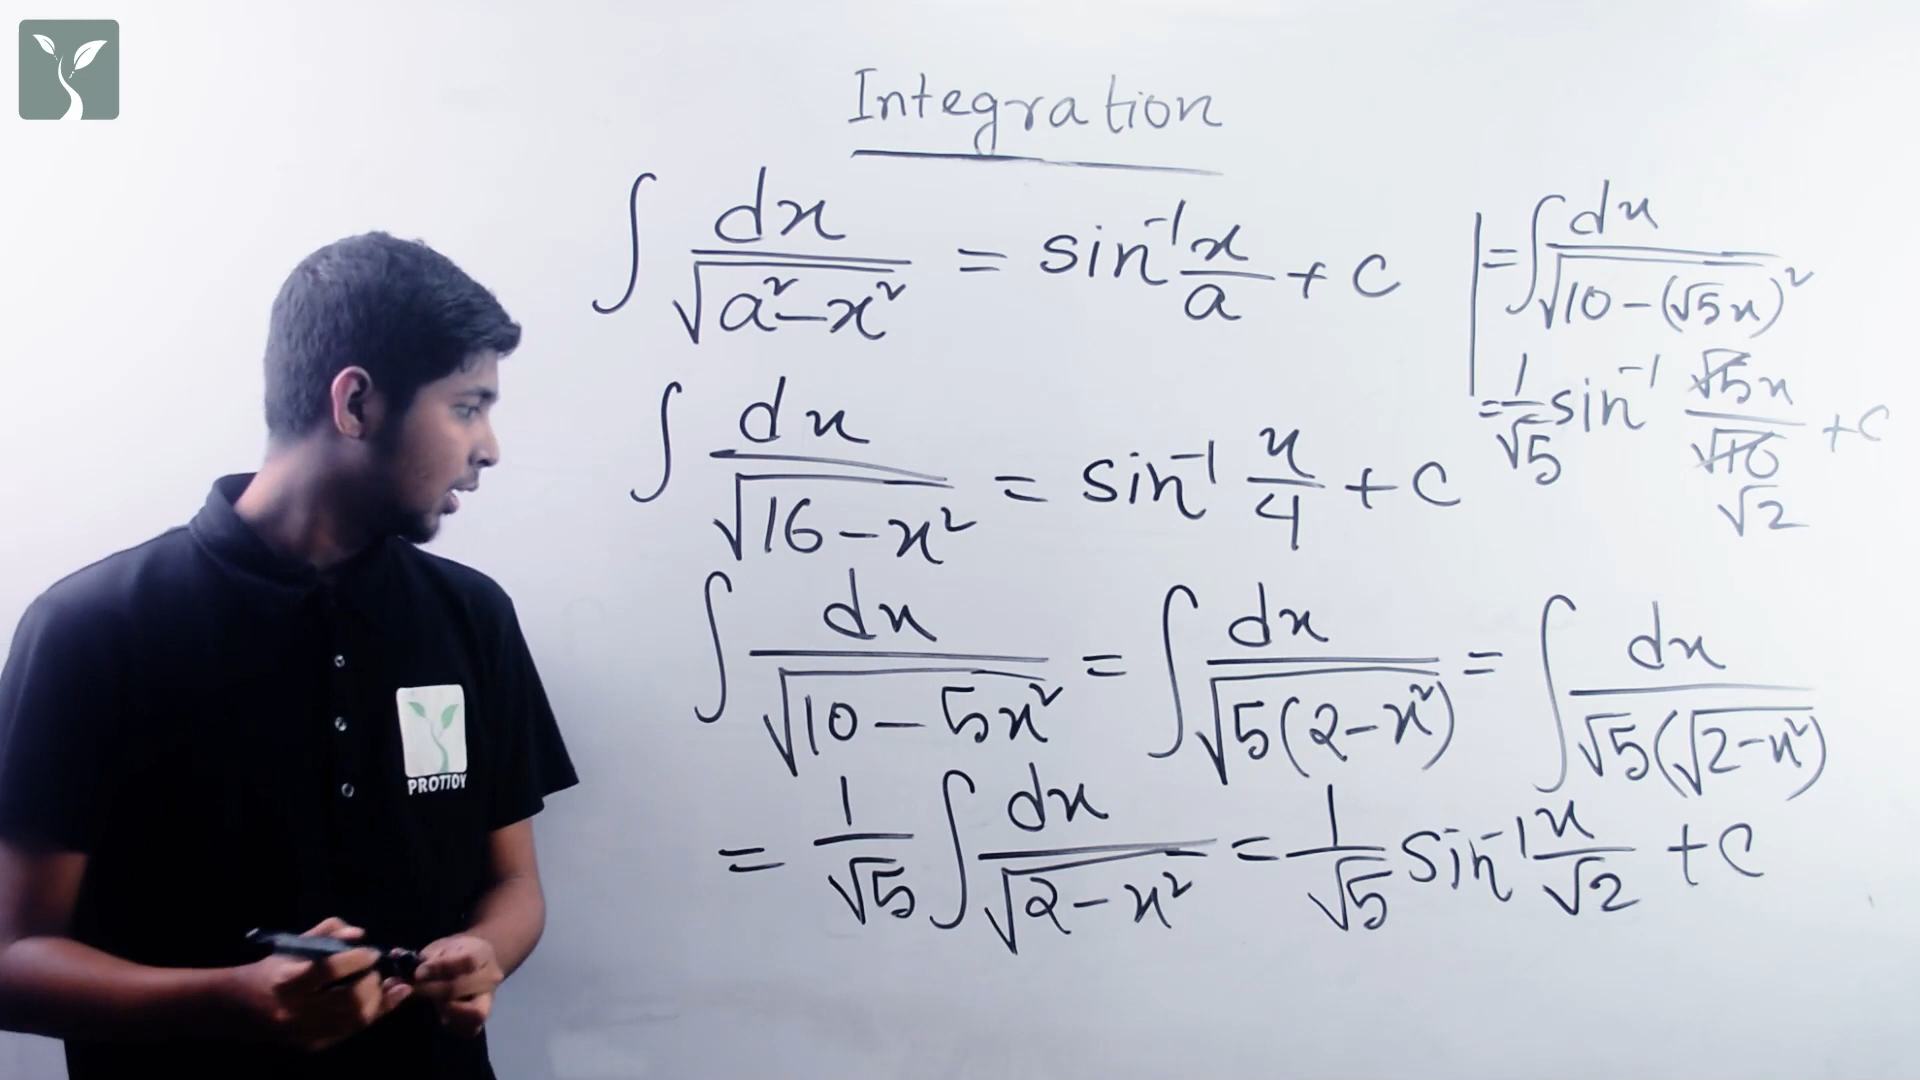 Integration
∫ dx / √(a² - x²) = sin⁻¹ x/a + c
∫ dx / √(16 - x²) = sin⁻¹ x/4 + c
∫ dx / √(10 - 5x²) = ∫ dx / √(5(2 - x²)) = ∫ dx / √5(√(2 - x²))
= 1/√5 ∫ dx / √(2 - x²) = 1/√5 sin⁻¹ x/√2 + c
= ∫ dx / √(10 - (√5x)²)
= 1/√5 sin⁻¹ √5x/√10 + c
√2
PROTTOY